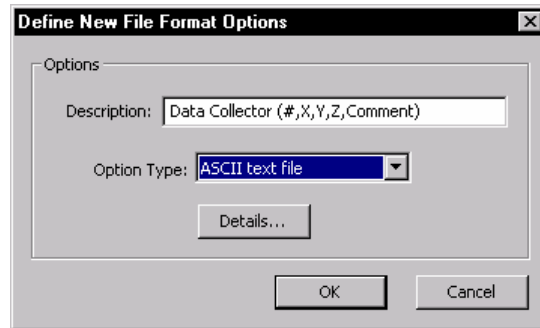 Define New File Format Options
Options
Description: Data Collector (#,X,Y,Z,Comment)
Option Type: ASCII text file
Details...
OK Cancel